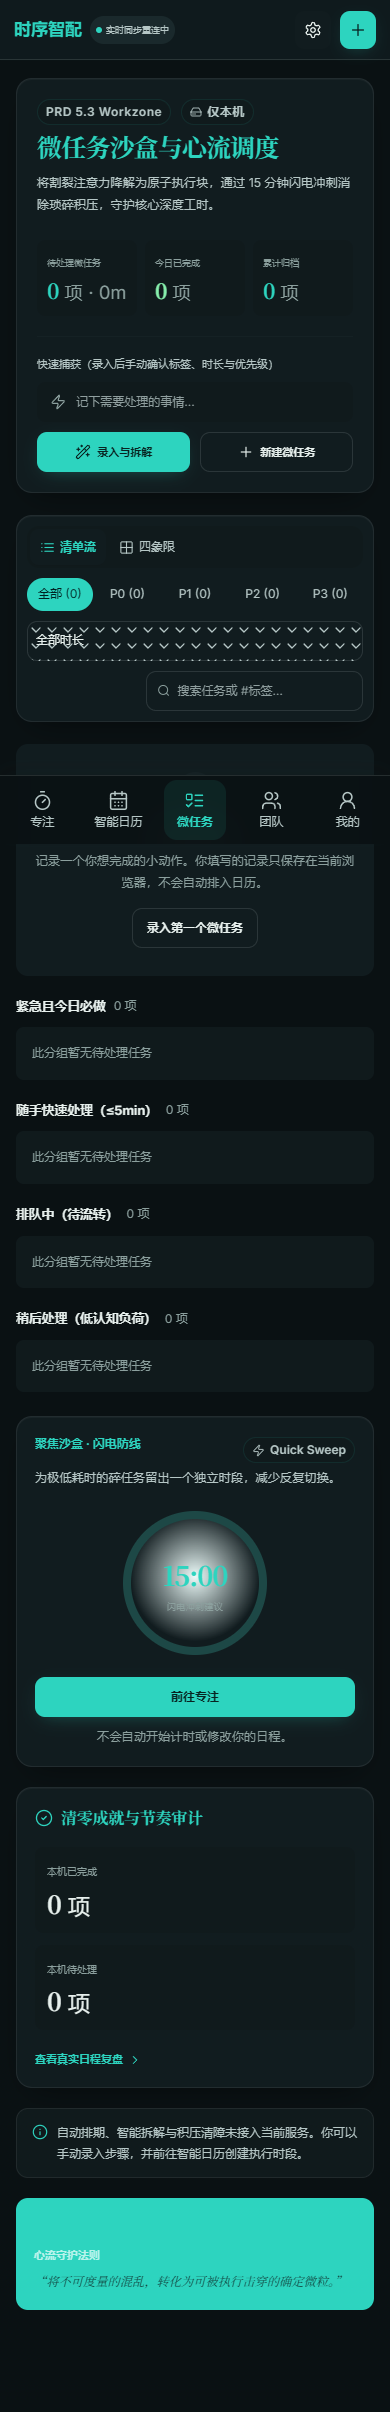 时序智配
实时同步重连中
PRD 5.3 Workzone
仅本机
微任务沙盒与心流调度
将割裂注意力降解为原子执行块，通过 15 分钟闪电冲刺消
除琐碎积压，守护核心深度工时。
待处理微任务
今日已完成
累计归档
0 项 · 0m
0 项
0 项
快速捕获（录入后手动确认标签、时长与优先级）
记下需要处理的事情...
录入与拆解
新建微任务
清单流
四象限
全部 (0)
P0 (0)
P1 (0)
P2 (0)
P3 (0)
全部时长
搜索任务或 #标签...
专注
智能日历
微任务
团队
我的
记录一个你想完成的小动作。你填写的记录只保存在当前浏
览器，不会自动排入日历。
录入第一个微任务
紧急且今日必做 0 项
此分组暂无待处理任务
随手快速处理（≤5min） 0 项
此分组暂无待处理任务
排队中（待流转） 0 项
此分组暂无待处理任务
稍后处理（低认知负荷） 0 项
此分组暂无待处理任务
聚焦沙盒 · 闪电防线
Quick Sweep
为极低耗时的碎任务留出一个独立时段，减少反复切换。
15:00
闪电
建议
前往专注
不会自动开始计时或修改你的日程。
清零成就与节奏审计
本机已完成
0 项
本机待处理
0 项
查看真实日程复盘
自动排期、智能拆解与积压清障未接入当前服务。你可以
手动录入步骤，并前往智能日历创建执行时段。
心流守护法则
“将不可度量的混乱，转化为可被执行击穿的确定微粒。”